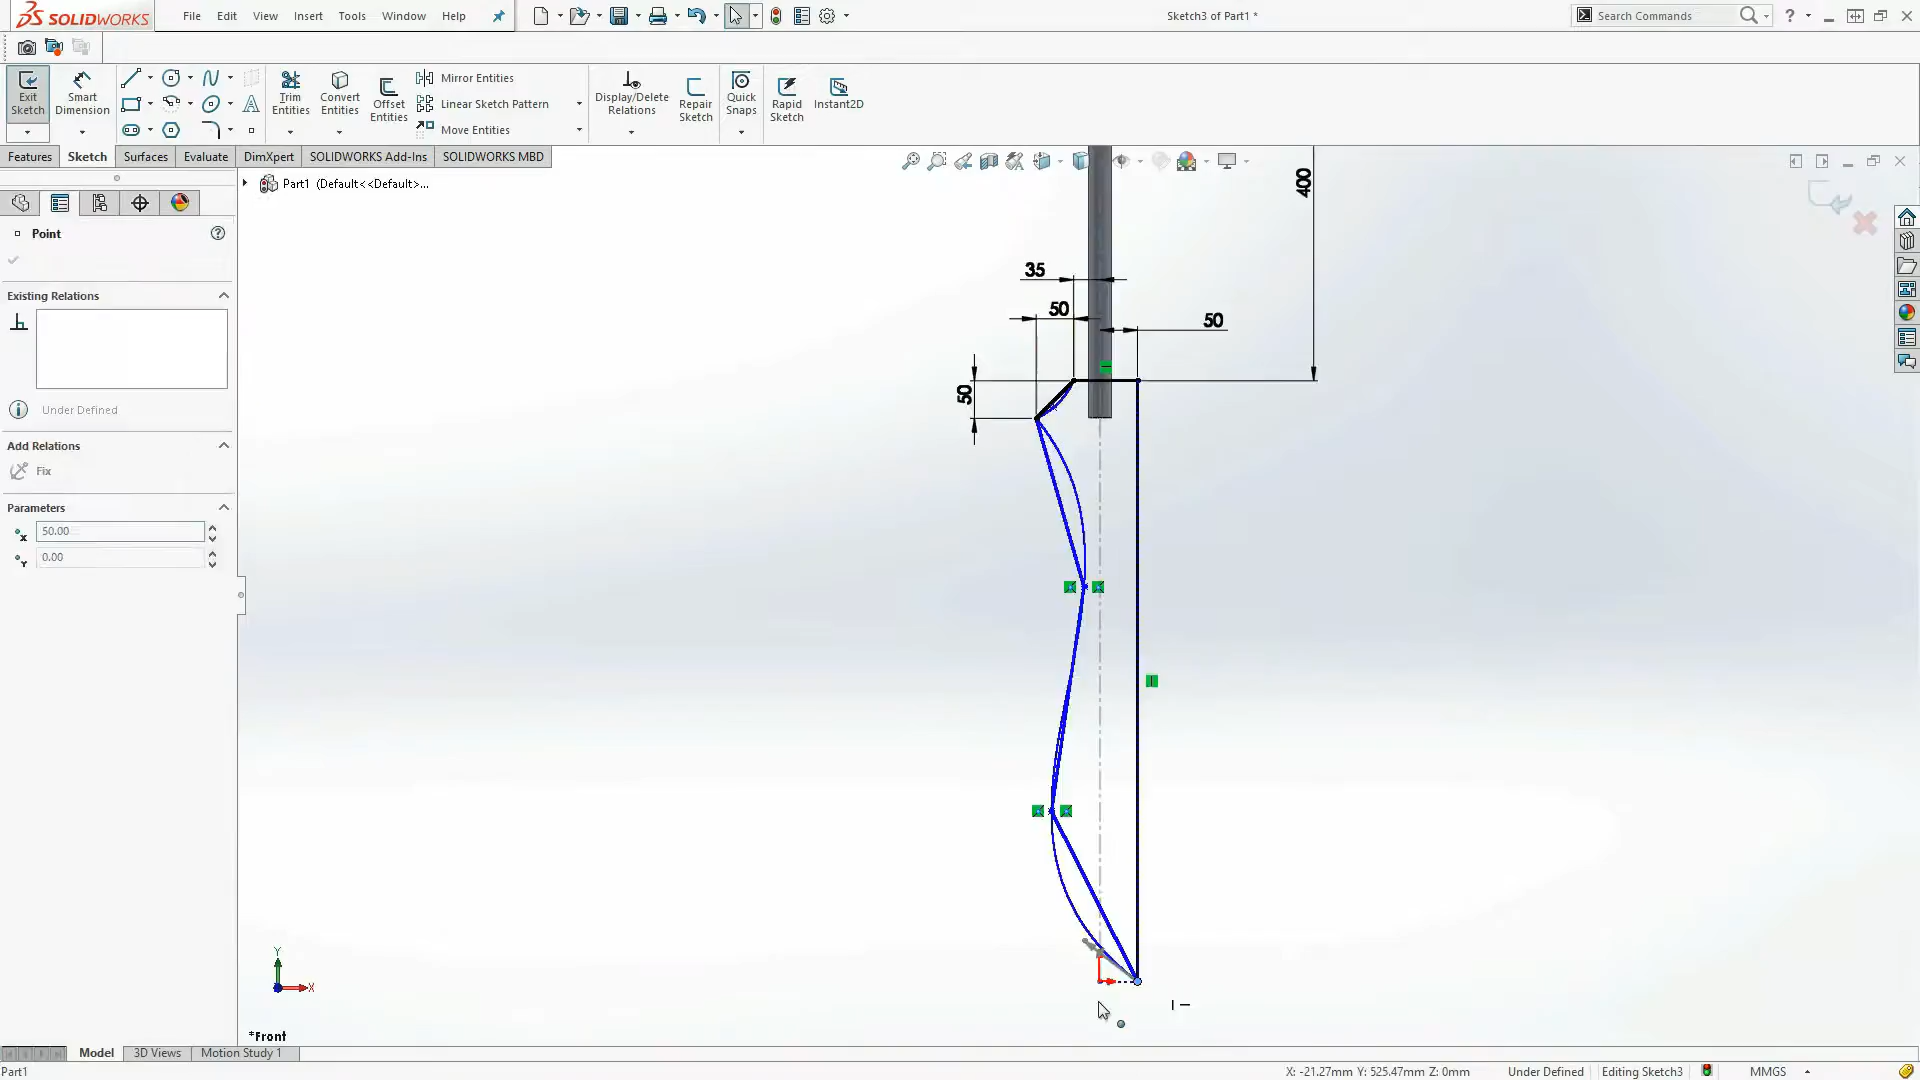 SOLIDWORKS
File Edit View Insert Tools Window Help
Sketch3 of Part1 *
Search Commands
Exit Sketch
Smart Dimension
Trim Entities
Convert Entities
Offset Entities
Mirror Entities
Linear Sketch Pattern
Move Entities
Display/Delete Relations
Repair Sketch
Quick Snaps
Rapid Sketch
Instant2D
Features Sketch Surfaces Evaluate DimXpert SOLIDWORKS Add-Ins SOLIDWORKS MBD
Part1 (Default<<Default>...
Point
Existing Relations
Under Defined
Add Relations
Fix
Parameters
50.00
0.00
400
35
50
50
50
Y
X
*Front
Model 3D Views Motion Study 1
Part1
X: -21.27mm Y: 525.47mm Z: 0mm Under Defined Editing Sketch3 MMGS